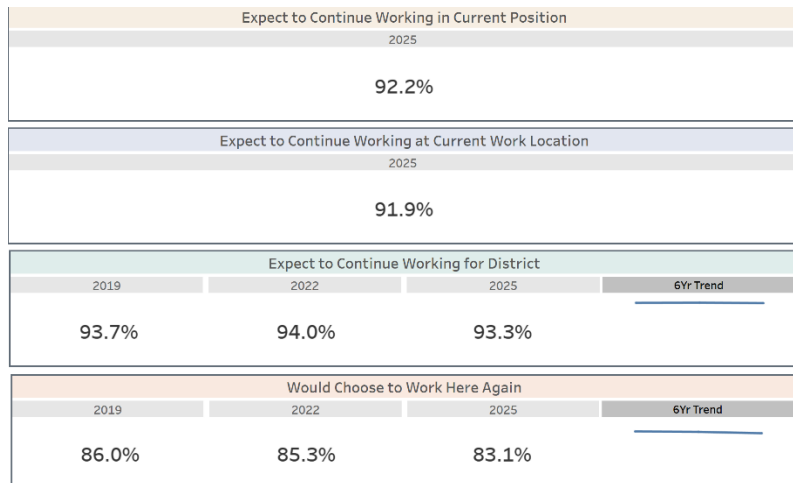 Expect to Continue Working in Current Position
2025
92.2%
Expect to Continue Working at Current Work Location
2025
91.9%
Expect to Continue Working for District
2019 2022 2025 6Yr Trend
93.7% 94.0% 93.3%
Would Choose to Work Here Again
2019 2022 2025 6Yr Trend
86.0% 85.3% 83.1%